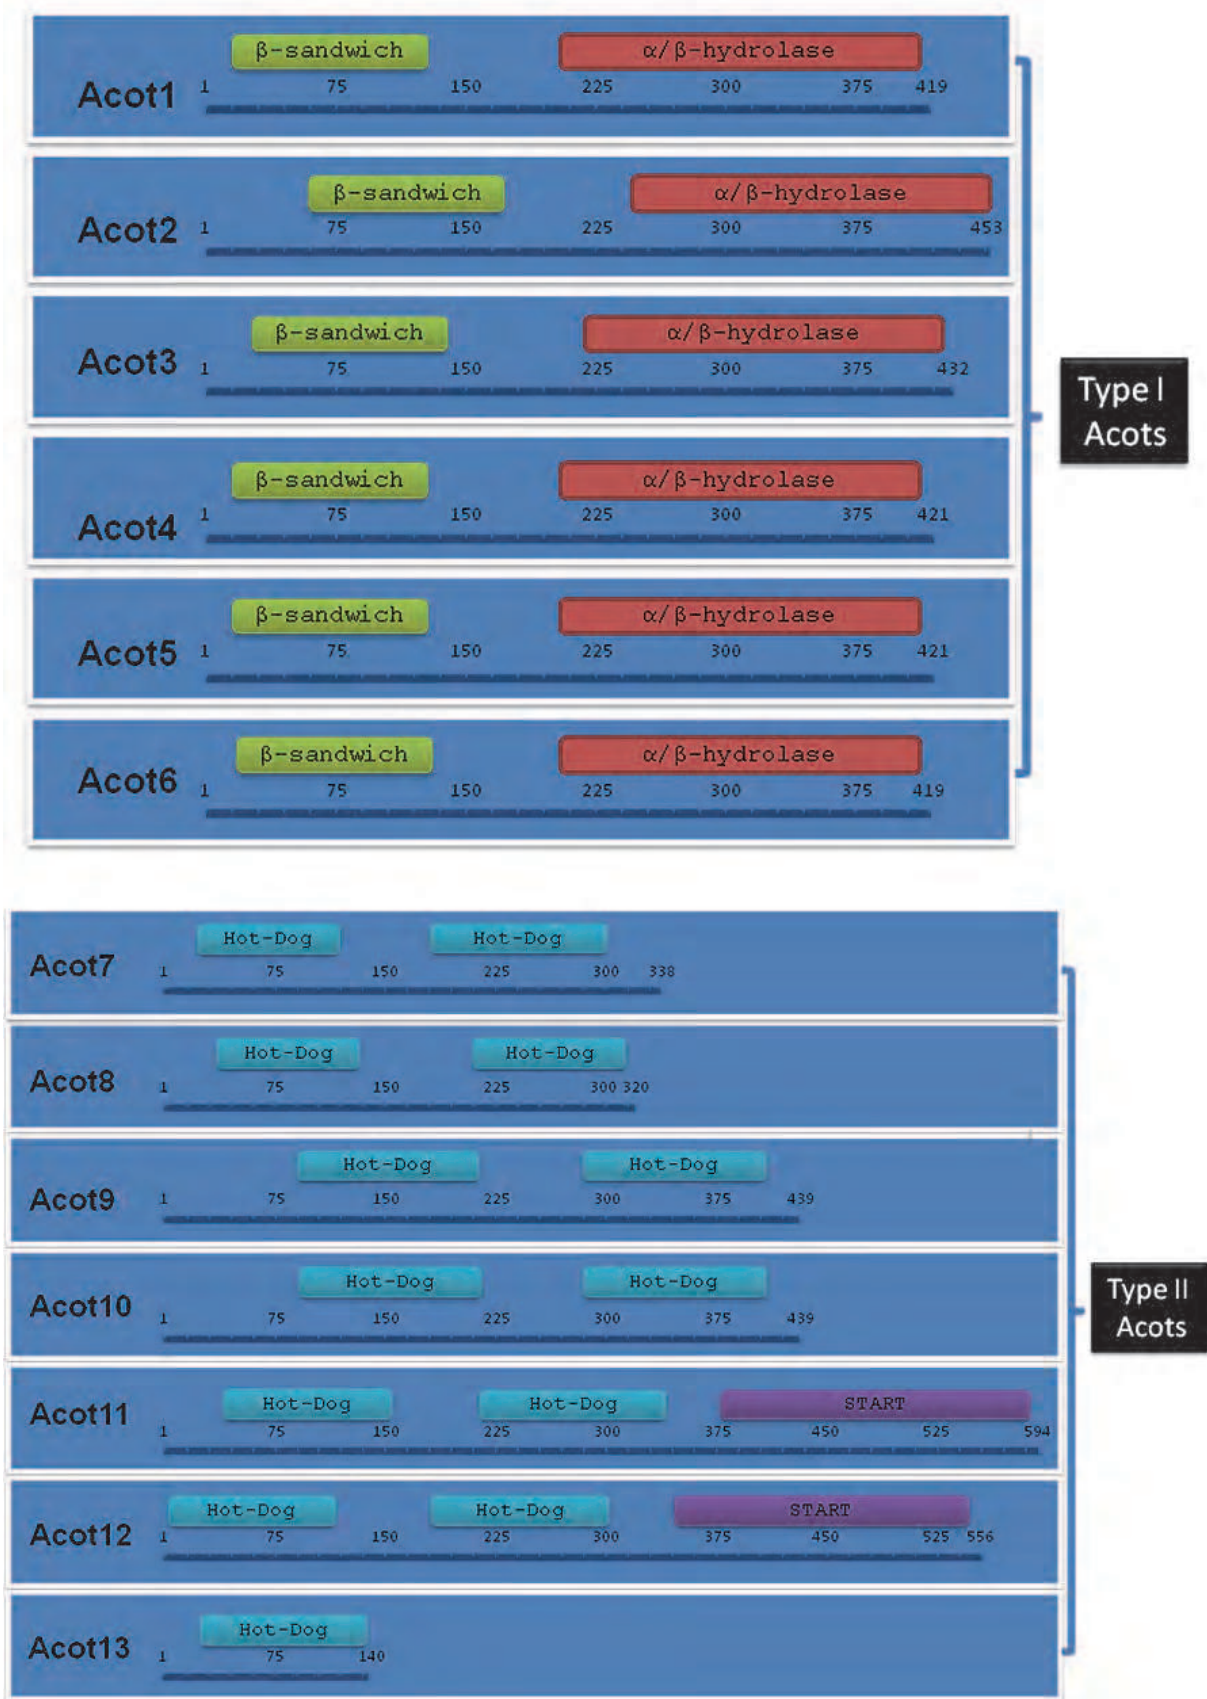 β-sandwich α/β-hydrolase
Acot1 1 75 150 225 300 375 419
β-sandwich α/β-hydrolase
Acot2 1 75 150 225 300 375 453
β-sandwich α/β-hydrolase
Acot3 1 75 150 225 300 375 432
Type I
Acots
β-sandwich α/β-hydrolase
Acot4 1 75 150 225 300 375 421
β-sandwich α/β-hydrolase
Acot5 1 75 150 225 300 375 421
β-sandwich α/β-hydrolase
Acot6 1 75 150 225 300 375 419
Hot-Dog Hot-Dog
Acot7 1 75 150 225 300 338
Hot-Dog Hot-Dog
Acot8 1 75 150 225 300 320
Hot-Dog Hot-Dog
Acot9 1 75 150 225 300 375 439
Hot-Dog Hot-Dog
Acot10 1 75 150 225 300 375 439
Type II
Acots
Hot-Dog Hot-Dog START
Acot11 1 75 150 225 300 375 450 525 594
Hot-Dog Hot-Dog START
Acot12 1 75 150 225 300 375 450 525 556
Hot-Dog
Acot13 1 75 140